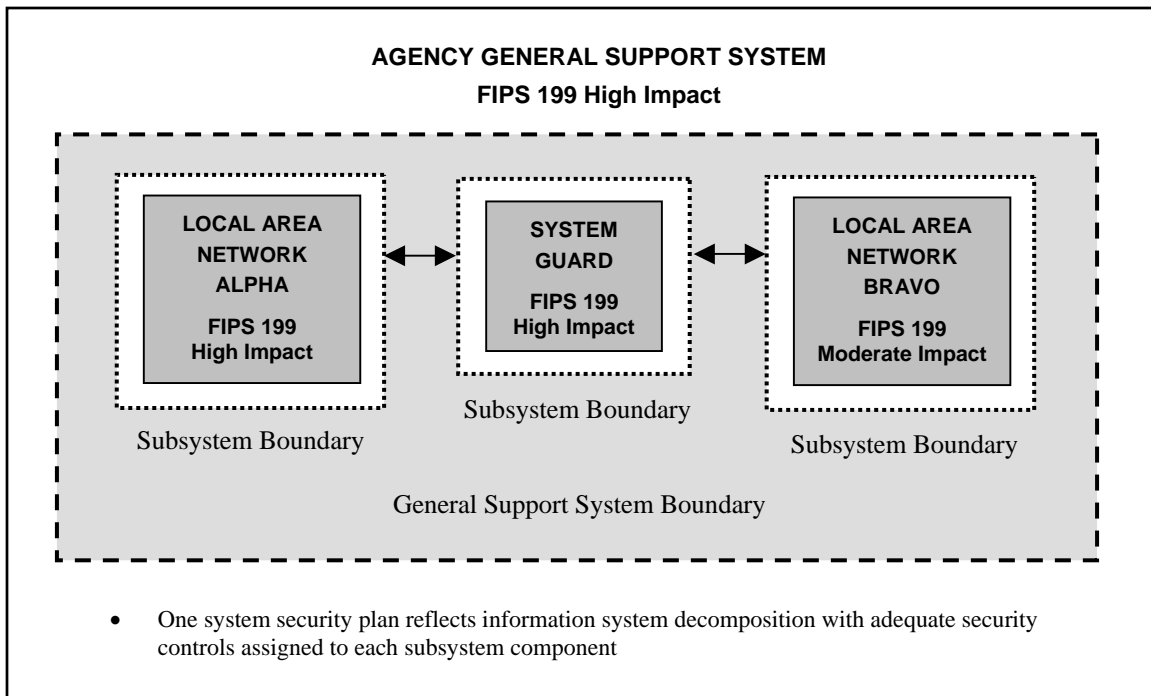 AGENCY GENERAL SUPPORT SYSTEM
FIPS 199 High Impact
LOCAL AREA
NETWORK
ALPHA
FIPS 199
High Impact
SYSTEM
GUARD
FIPS 199
High Impact
LOCAL AREA
NETWORK
BRAVO
FIPS 199
Moderate Impact
Subsystem Boundary
Subsystem Boundary
Subsystem Boundary
General Support System Boundary
• One system security plan reflects information system decomposition with adequate security
controls assigned to each subsystem component